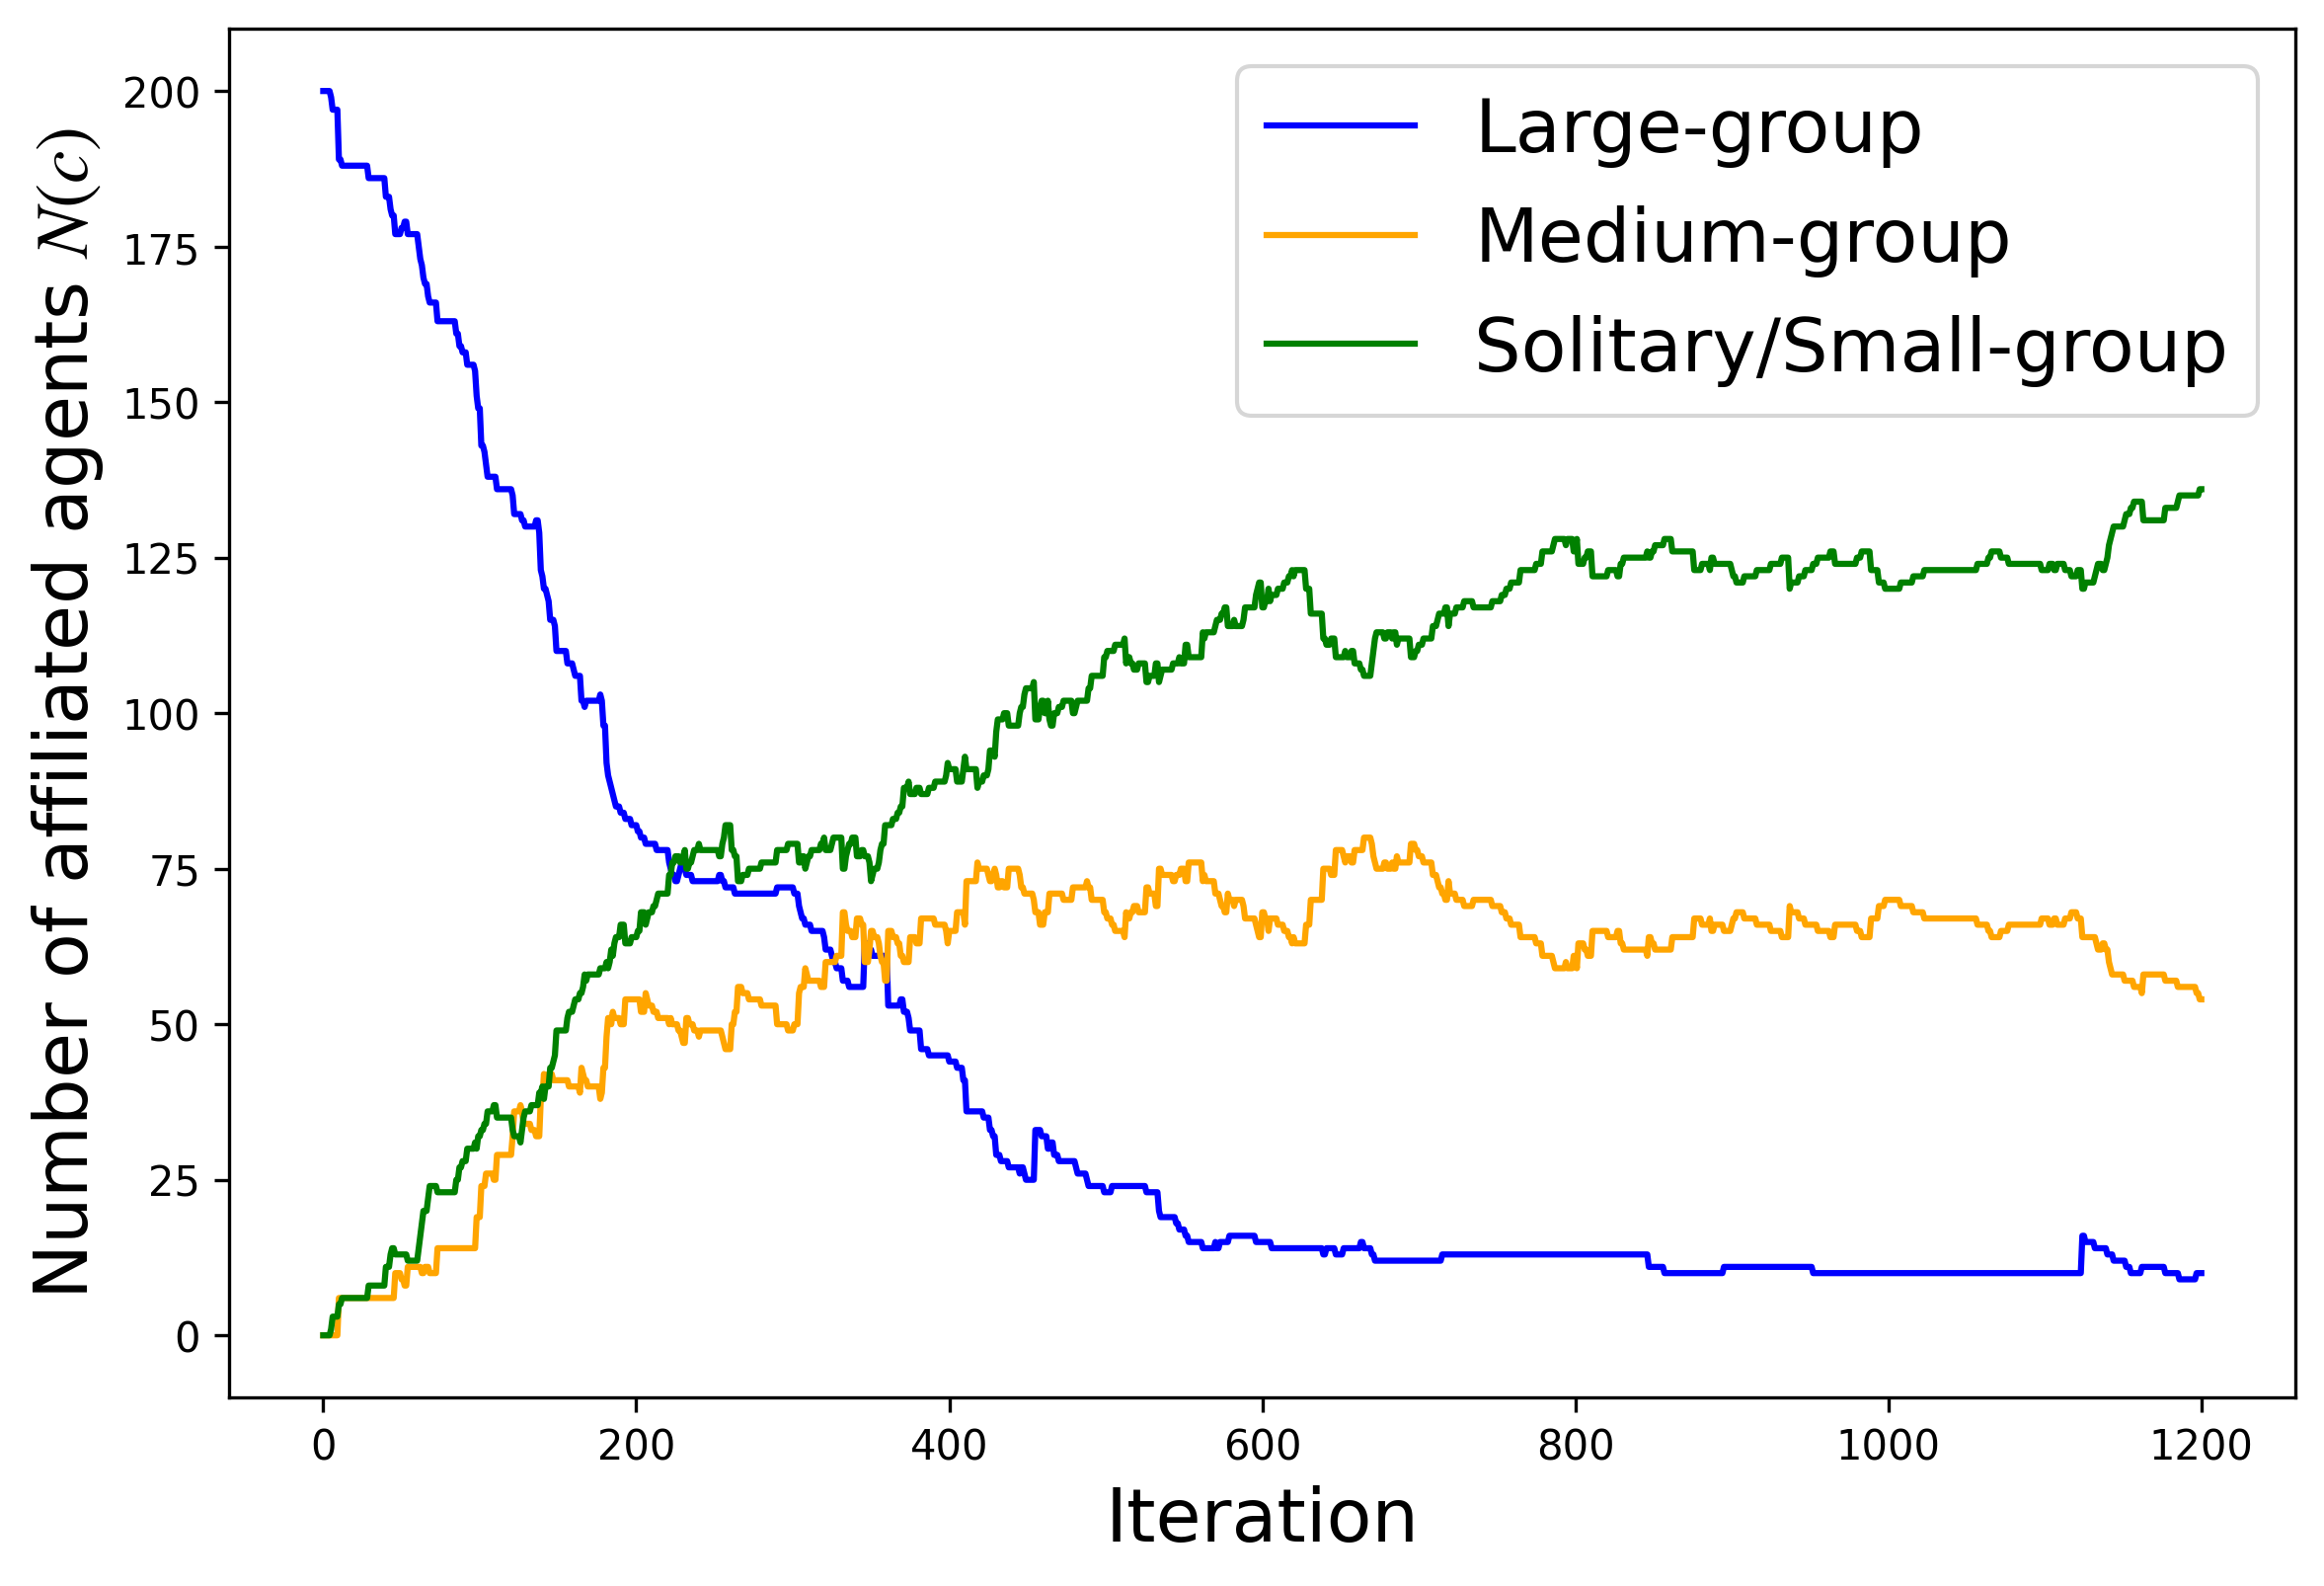 Number of affiliated agents N(c)
200
175
150
125
100
75
50
25
0
Large-group
Medium-group
Solitary/Small-group
0 200 400 600 800 1000 1200
Iteration